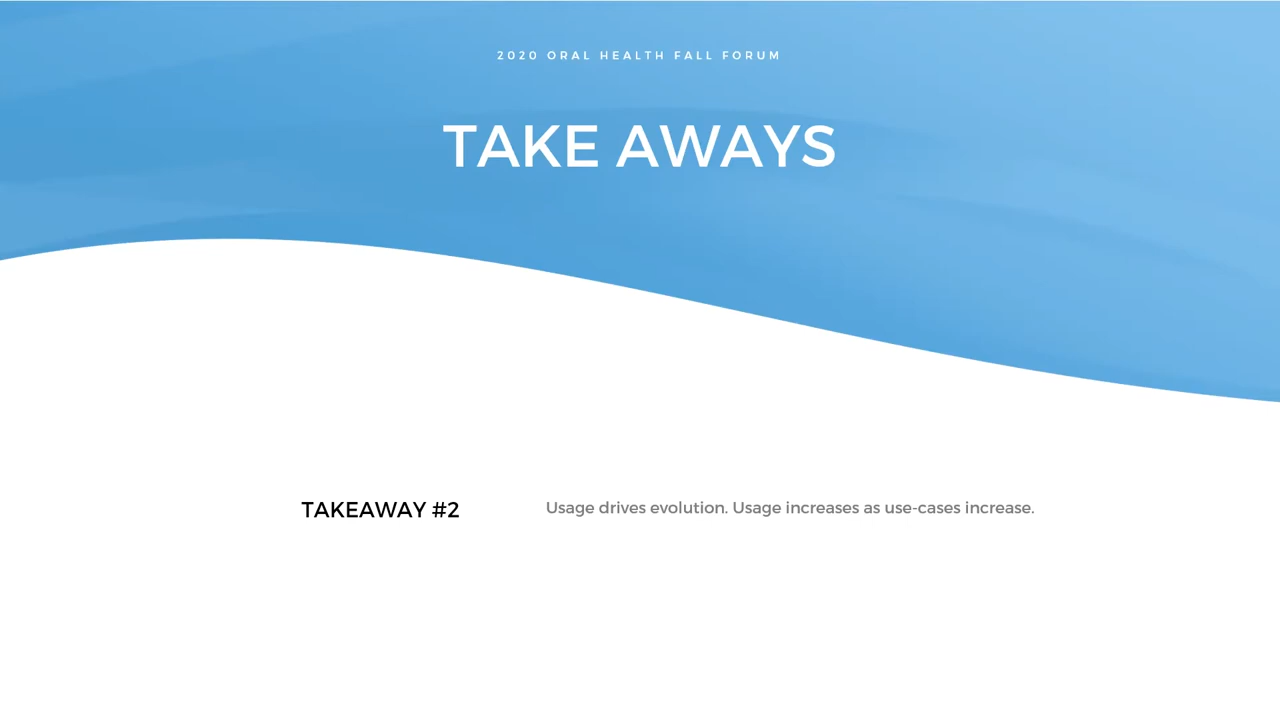 2020 ORAL HEALTH FALL FORUM
TAKE AWAYS
TAKEAWAY #2
Usage drives evolution. Usage increases as use-cases increase.